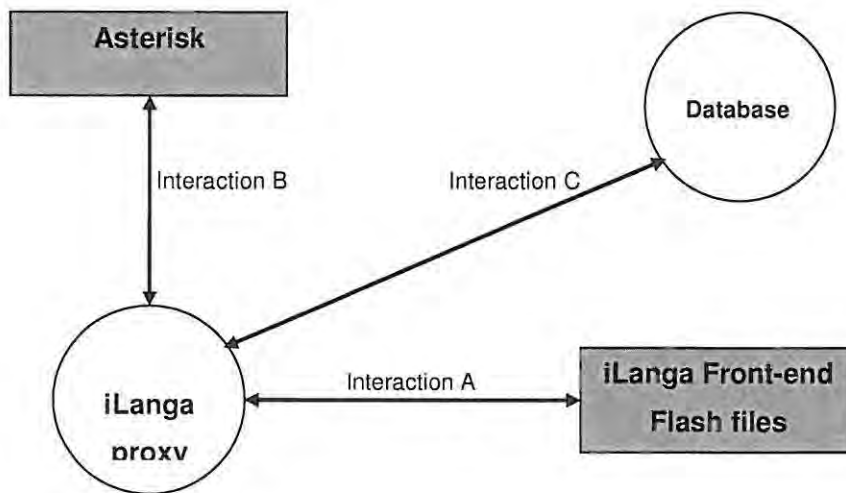 Asterisk
Database
Interaction B
Interaction C
Interaction A
iLanga Front-end
Flash files
iLanga
proxy